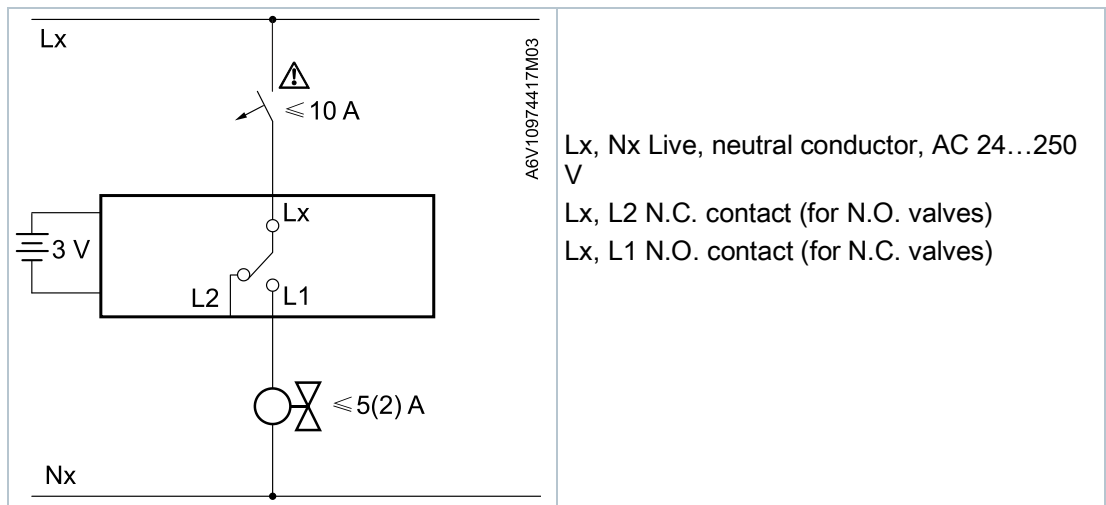 Lx
⚠
≤ 10 A
A6V10974417M03
Lx
3 V
L2
L1
≤ 5(2) A
Nx
Lx, Nx Live, neutral conductor, AC 24…250
V
Lx, L2 N.C. contact (for N.O. valves)
Lx, L1 N.O. contact (for N.C. valves)